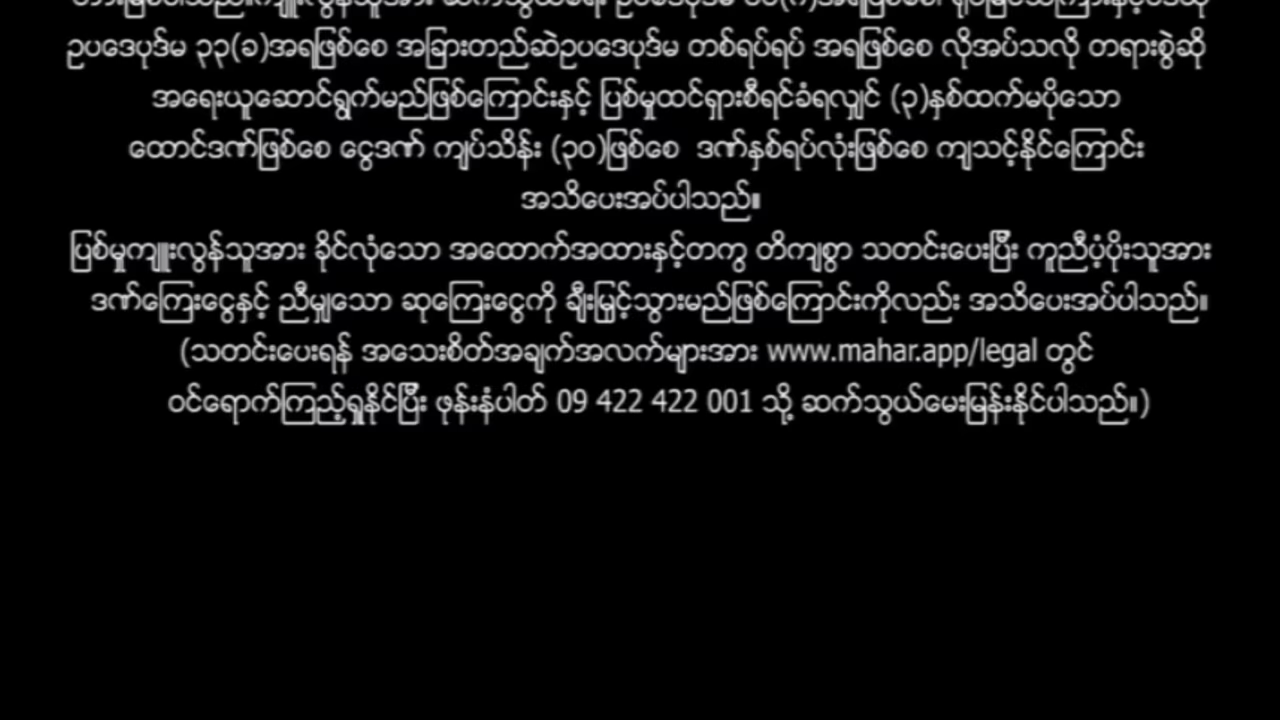 ဥပဒေပုဒ်မ ၃၃(ခ)အရဖြစ်စေ အခြားတည်ဆဲဥပဒေပုဒ်မ တစ်ရပ်ရပ် အရဖြစ်စေ လိုအပ်သလို တရားစွဲဆို
အရေးယူဆောင်ရွက်မည်ဖြစ်ကြောင်းနှင့် ပြစ်မှုထင်ရှားစီရင်ခံရလျှင် (၃)နှစ်ထက်မပိုသော
ထောင်ဒဏ်ဖြစ်စေ ငွေဒဏ် ကျပ်သိန်း (၃၀)ဖြစ်စေ ဒဏ်နှစ်ရပ်လုံးဖြစ်စေ ကျသင့်နိုင်ကြောင်း
အသိပေးအပ်ပါသည်။
ပြစ်မှုကျူးလွန်သူအား ခိုင်လုံသော အထောက်အထားနှင့်တကွ တိကျစွာ သတင်းပေးပြီး ကူညီပံ့ပိုးသူအား
ဒဏ်ကြေးငွေနှင့် ညီမျှသော ဆုကြေးငွေကို ချီးမြှင့်သွားမည်ဖြစ်ကြောင်းကိုလည်း အသိပေးအပ်ပါသည်။
(သတင်းပေးရန် အသေးစိတ်အချက်အလက်များအား www.mahar.app/legal တွင်
ဝင်ရောက်ကြည့်ရှုနိုင်ပြီး ဖုန်းနံပါတ် 09 422 422 001 သို့ ဆက်သွယ်မေးမြန်းနိုင်ပါသည်။)